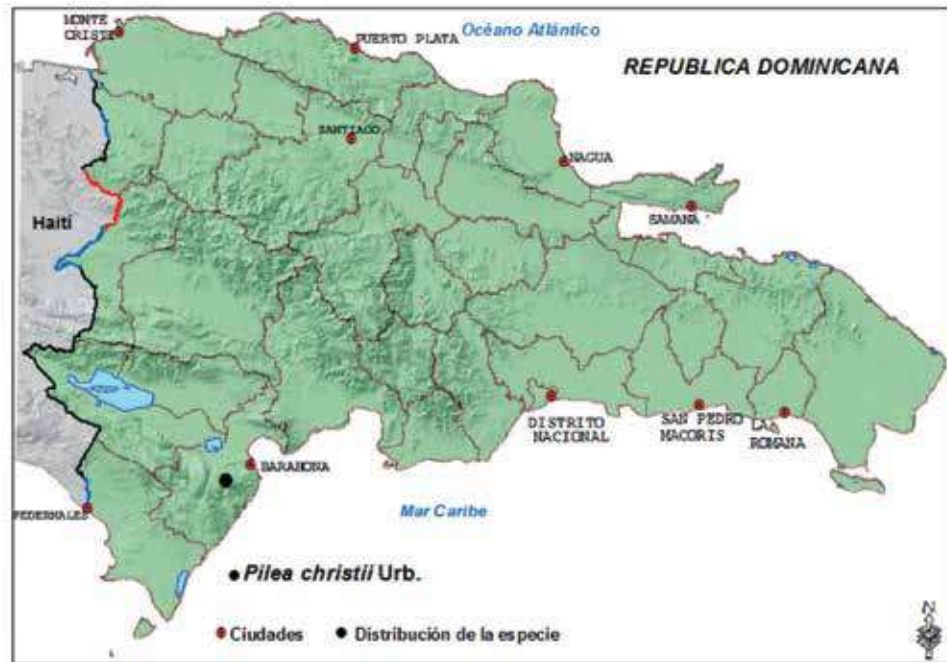 MONTE
CRISTI
PUERTO PLATA
Océano Atlántico
REPUBLICA DOMINICANA
SANTIAGO
NAGUA
SAMANA
Haití
DISTRITO
NACIONAL
SAN PEDRO
MACORIS
LA
ROMANA
BARAHONA
PEDERNALES
Mar Caribe
Pilea christii Urb.
Ciudades
Distribución de la especie
N
S